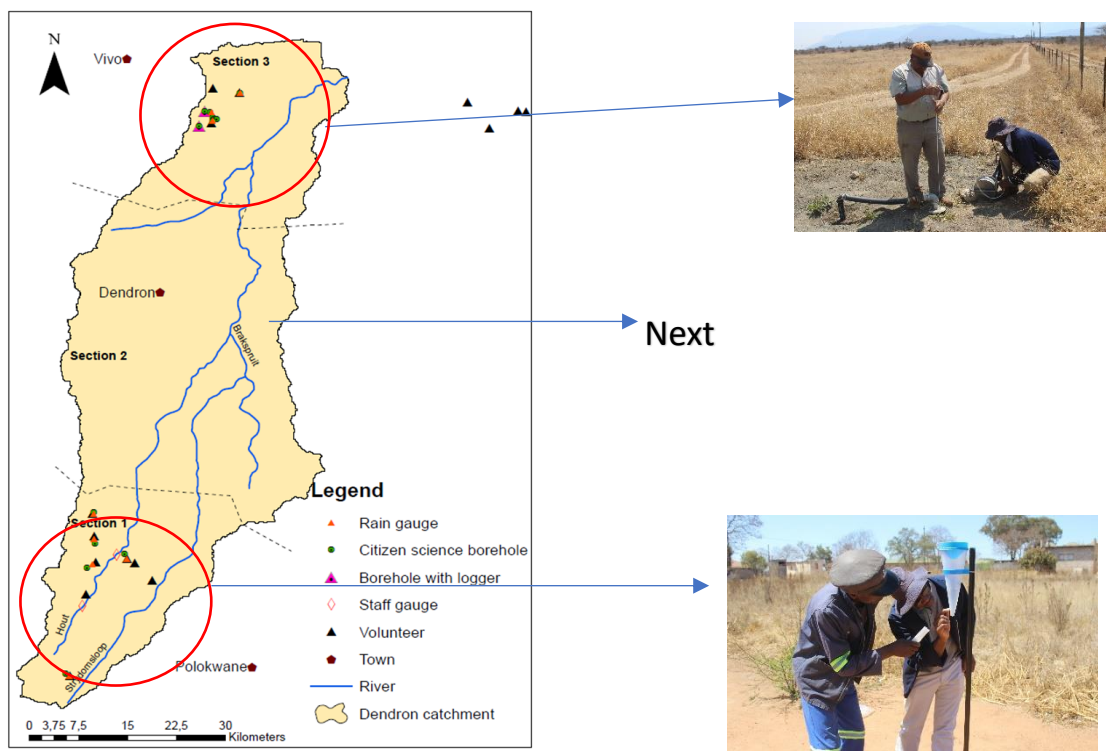 N
Vivo
Section 3
Dendron
Section 2
Brakspruit
Next
Section 1
Hout
Strydomsloop
Polokwane
Legend
Rain gauge
Citizen science borehole
Borehole with logger
Staff gauge
Volunteer
Town
River
Dendron catchment
0 3,75 7,5 15 22,5 30
Kilometers